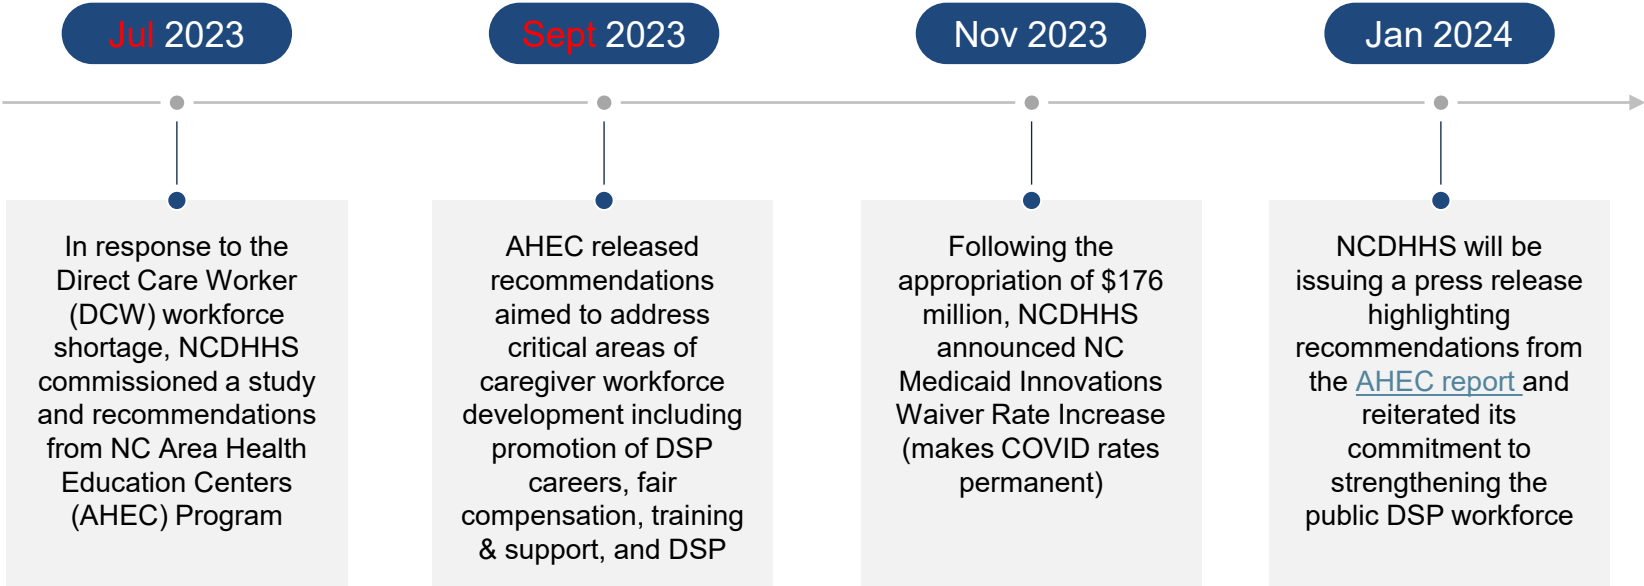 Jul 2023
In response to the
Direct Care Worker
(DCW) workforce
shortage, NCDHHS
commissioned a study
and recommendations
from NC Area Health
Education Centers
(AHEC) Program
Sept 2023
AHEC released
recommendations
aimed to address
critical areas of
caregiver workforce
development including
promotion of DSP
careers, fair
compensation, training
& support, and DSP
Nov 2023
Following the
appropriation of $176
million, NCDHHS
announced NC
Medicaid Innovations
Waiver Rate Increase
(makes COVID rates
permanent)
Jan 2024
NCDHHS will be
issuing a press release
highlighting
recommendations from
the AHEC report and
reiterated its
commitment to
strengthening the
public DSP workforce